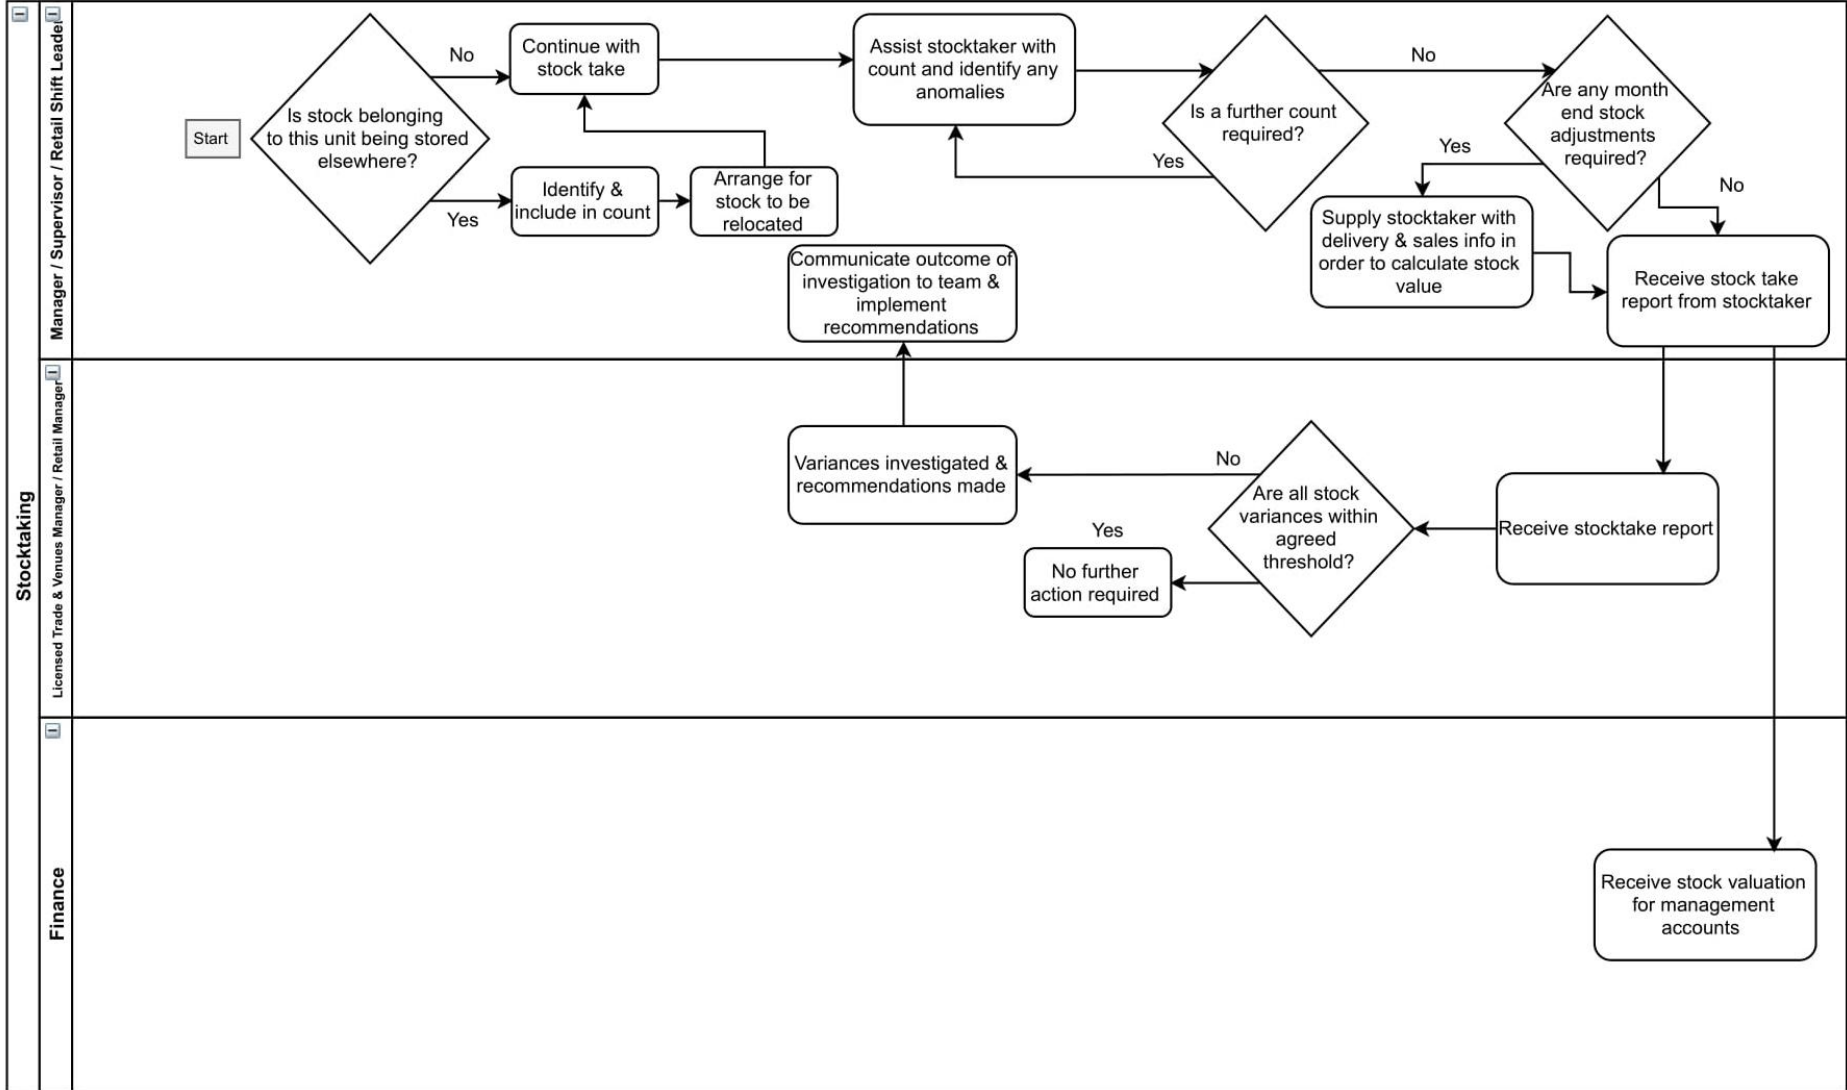 Stocktaking
Manager / Supervisor / Retail Shift Leader
Start
Is stock belonging
to this unit being stored
elsewhere?
No
Yes
Continue with
stock take
Identify &
include in count
Arrange for
stock to be
relocated
Assist stocktaker with
count and identify any
anomalies
Is a further count
required?
Yes
No
Are any month
end stock
adjustments
required?
Yes
No
Supply stocktaker with
delivery & sales info in
order to calculate stock
value
Receive stock take
report from stocktaker
Communicate outcome of
investigation to team &
implement
recommendations
Licensed Trade & Venues Manager / Retail Manager
Receive stocktake report
Are all stock
variances within
agreed
threshold?
No
Variances investigated &
recommendations made
Yes
No further
action required
Finance
Receive stock valuation
for management
accounts